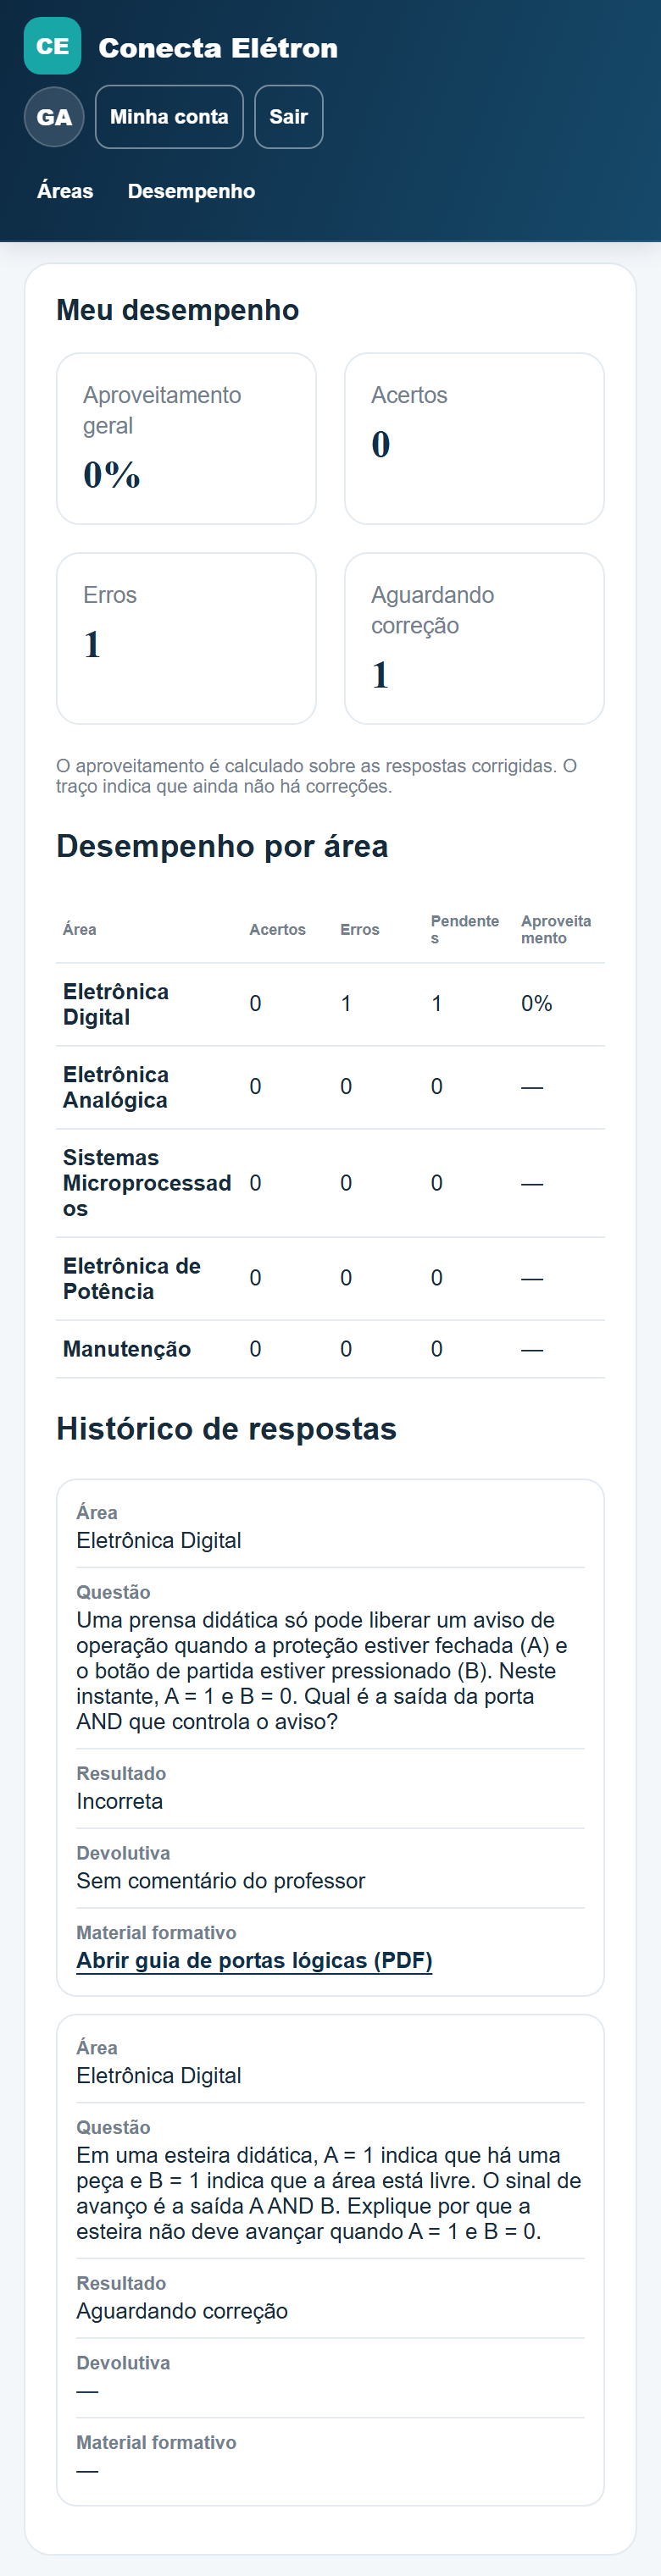 CE Conecta Elétron
GA Minha conta Sair
Áreas Desempenho
Meu desempenho
Aproveitamento
geral
0%
Acertos
0
Erros
1
Aguardando
correção
1
O aproveitamento é calculado sobre as respostas corrigidas. O
traço indica que ainda não há correções.
Desempenho por área
Área Acertos Erros Pendente
s Aproveita
mento
Eletrônica
Digital 0 1 1 0%
Eletrônica
Analógica 0 0 0 —
Sistemas
Microprocessad
os 0 0 0 —
Eletrônica de
Potência 0 0 0 —
Manutenção 0 0 0 —
Histórico de respostas
Área
Eletrônica Digital
Questão
Uma prensa didática só pode liberar um aviso de
operação quando a proteção estiver fechada (A) e
o botão de partida estiver pressionado (B). Neste
instante, A = 1 e B = 0. Qual é a saída da porta
AND que controla o aviso?
Resultado
Incorreta
Devolutiva
Sem comentário do professor
Material formativo
Abrir guia de portas lógicas (PDF)
Área
Eletrônica Digital
Questão
Em uma esteira didática, A = 1 indica que há uma
peça e B = 1 indica que a área está livre. O sinal de
avanço é a saída A AND B. Explique por que a
esteira não deve avançar quando A = 1 e B = 0.
Resultado
Aguardando correção
Devolutiva
—
Material formativo
—